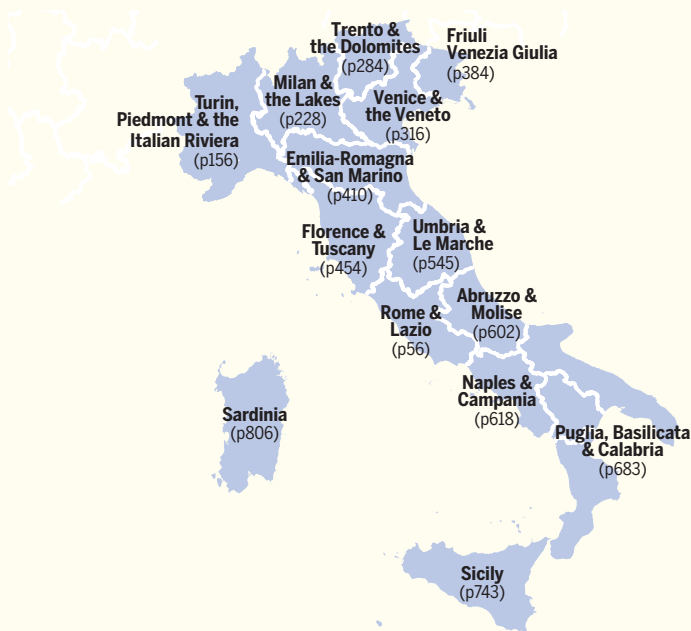 Trento &
the Dolomites
(p284)
Friuli
Venezia Giulia
(p384)
Milan &
the Lakes
(p228)
Venice &
the Veneto
(p316)
Turin,
Piedmont & the
Italian Riviera
(p156)
Emilia-Romagna
& San Marino
(p410)
Florence &
Tuscany
(p454)
Umbria &
Le Marche
(p545)
Abruzzo &
Molise
(p602)
Rome &
Lazio
(p56)
Naples &
Campania
(p618)
Sardinia
(p806)
Puglia, Basilicata
& Calabria
(p683)
Sicily
(p743)